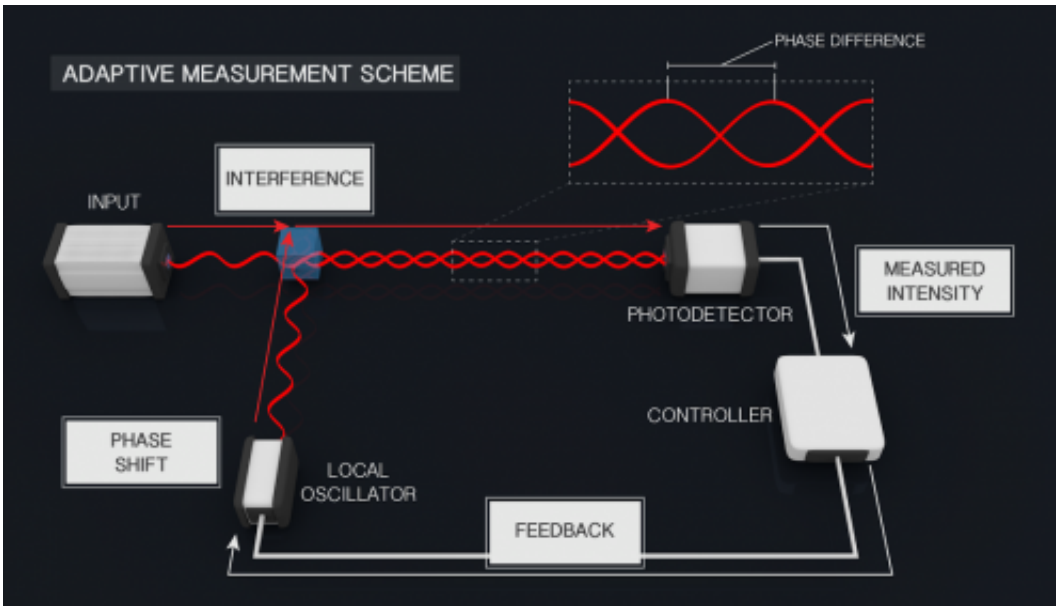 PHASE DIFFERENCE
ADAPTIVE MEASUREMENT SCHEME
INTERFERENCE
INPUT
MEASURED
INTENSITY
PHOTODETECTOR
CONTROLLER
PHASE
SHIFT
LOCAL
OSCILLATOR
FEEDBACK